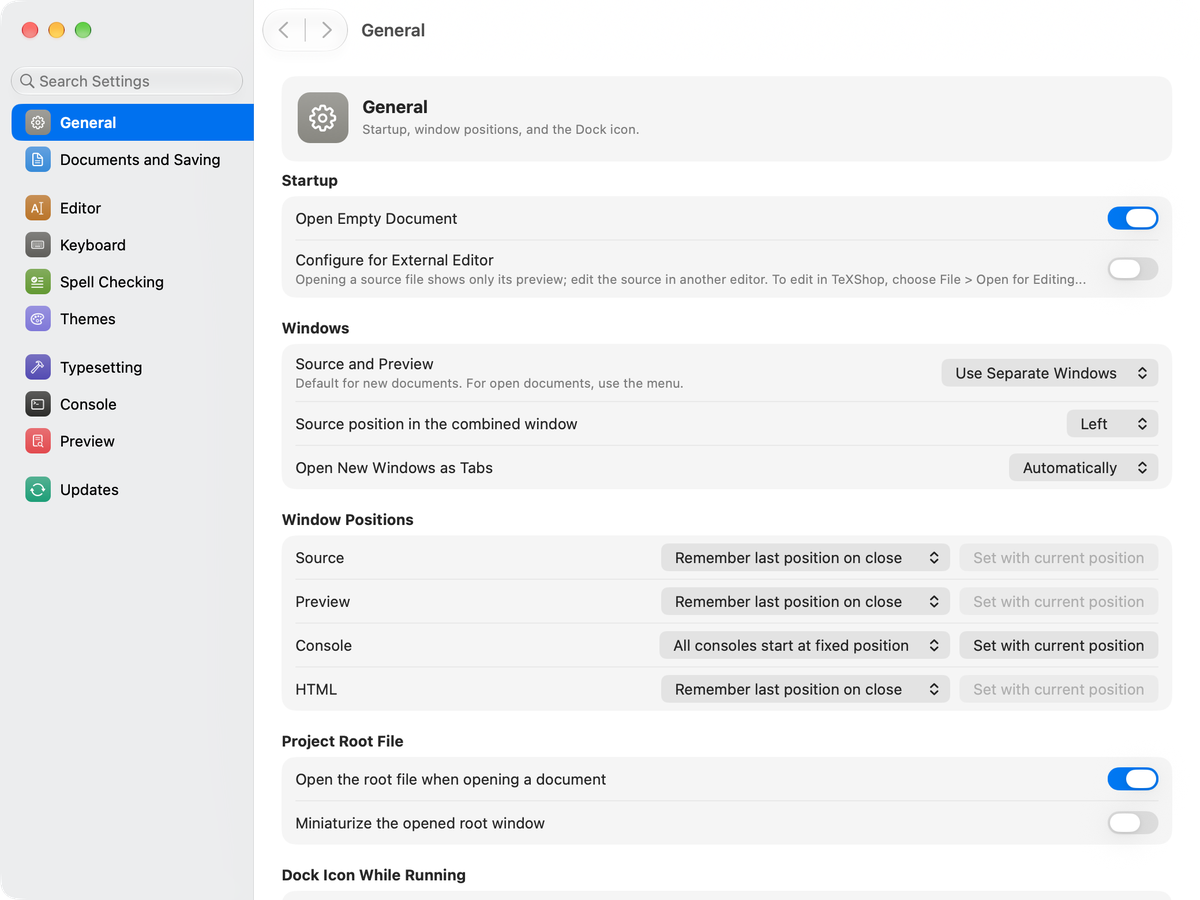 General
Search Settings
General
Documents and Saving
Editor
Keyboard
Spell Checking
Themes
Typesetting
Console
Preview
Updates
General
Startup, window positions, and the Dock icon.
Startup
Open Empty Document
Configure for External Editor
Opening a source file shows only its preview; edit the source in another editor. To edit in TeXShop, choose File > Open for Editing...
Windows
Source and Preview
Default for new documents. For open documents, use the menu.
Use Separate Windows
Source position in the combined window
Left
Open New Windows as Tabs
Automatically
Window Positions
Source
Remember last position on close
Set with current position
Preview
Remember last position on close
Set with current position
Console
All consoles start at fixed position
Set with current position
HTML
Remember last position on close
Set with current position
Project Root File
Open the root file when opening a document
Miniaturize the opened root window
Dock Icon While Running